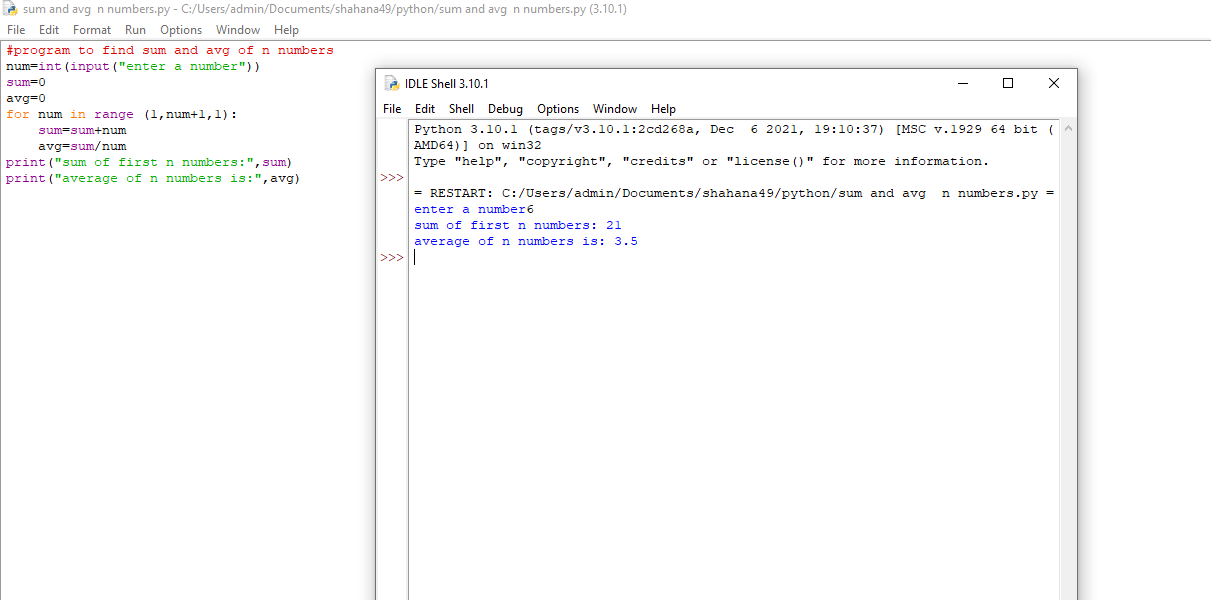 sum and avg  n numbers.py - C:/Users/admin/Documents/shahana49/python/sum and avg  n numbers.py (3.10.1)
File Edit Format Run Options Window Help
#program to find sum and avg of n numbers
num=int(input("enter a number"))
sum=0
avg=0
for num in range (1,num+1,1):
    sum=sum+num
    avg=sum/num
print("sum of first n numbers:",sum)
print("average of n numbers is:",avg)
IDLE Shell 3.10.1
File Edit Shell Debug Options Window Help
Python 3.10.1 (tags/v3.10.1:2cd268a, Dec  6 2021, 19:10:37) [MSC v.1929 64 bit (
AMD64)] on win32
Type "help", "copyright", "credits" or "license()" for more information.
>>>
= RESTART: C:/Users/admin/Documents/shahana49/python/sum and avg  n numbers.py =
enter a number6
sum of first n numbers: 21
average of n numbers is: 3.5
>>>